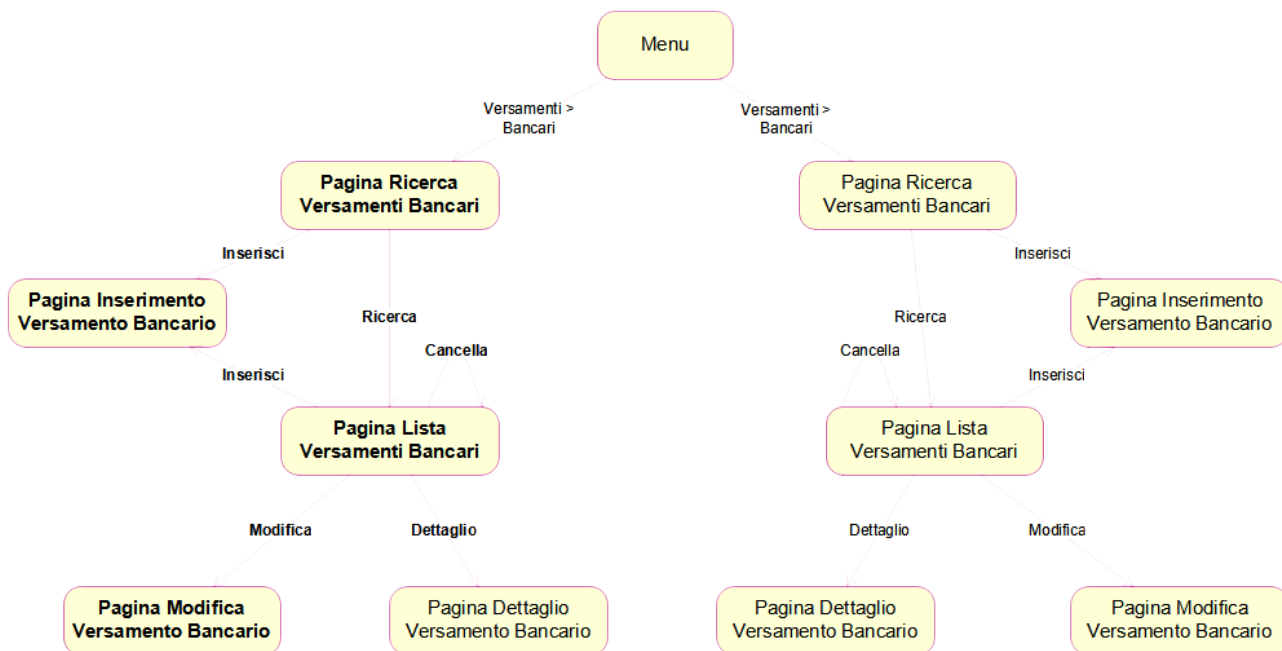 Menu
Versamenti >
Bancari
Versamenti >
Bancari
Pagina Ricerca
Versamenti Bancari
Pagina Ricerca
Versamenti Bancari
Inserisci
Inserisci
Pagina Inserimento
Versamento Bancario
Ricerca
Cancella
Ricerca
Cancella
Pagina Inserimento
Versamento Bancario
Inserisci
Inserisci
Pagina Lista
Versamenti Bancari
Pagina Lista
Versamenti Bancari
Modifica
Dettaglio
Dettaglio
Modifica
Pagina Modifica
Versamento Bancario
Pagina Dettaglio
Versamento Bancario
Pagina Dettaglio
Versamento Bancario
Pagina Modifica
Versamento Bancario